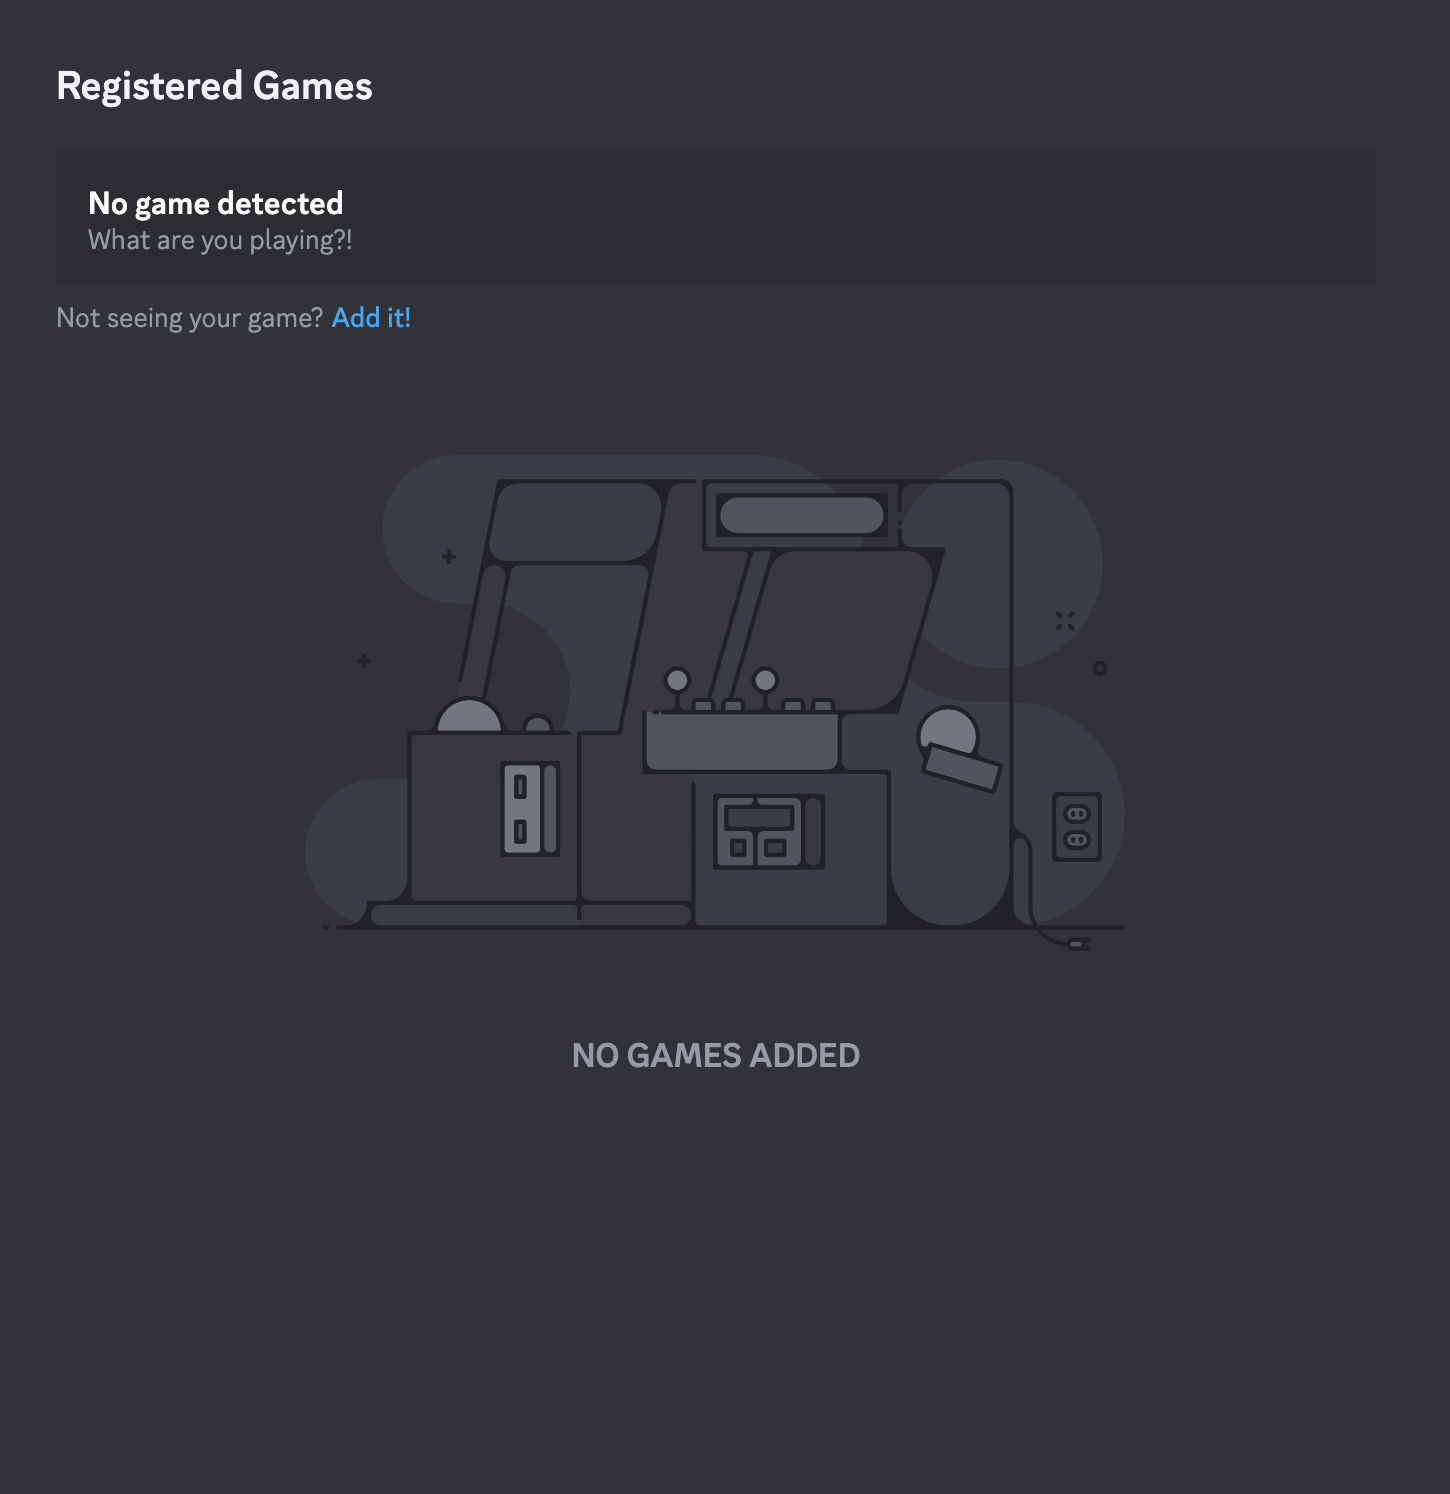 Registered Games
No game detected
What are you playing?!
Not seeing your game? Add it!
NO GAMES ADDED